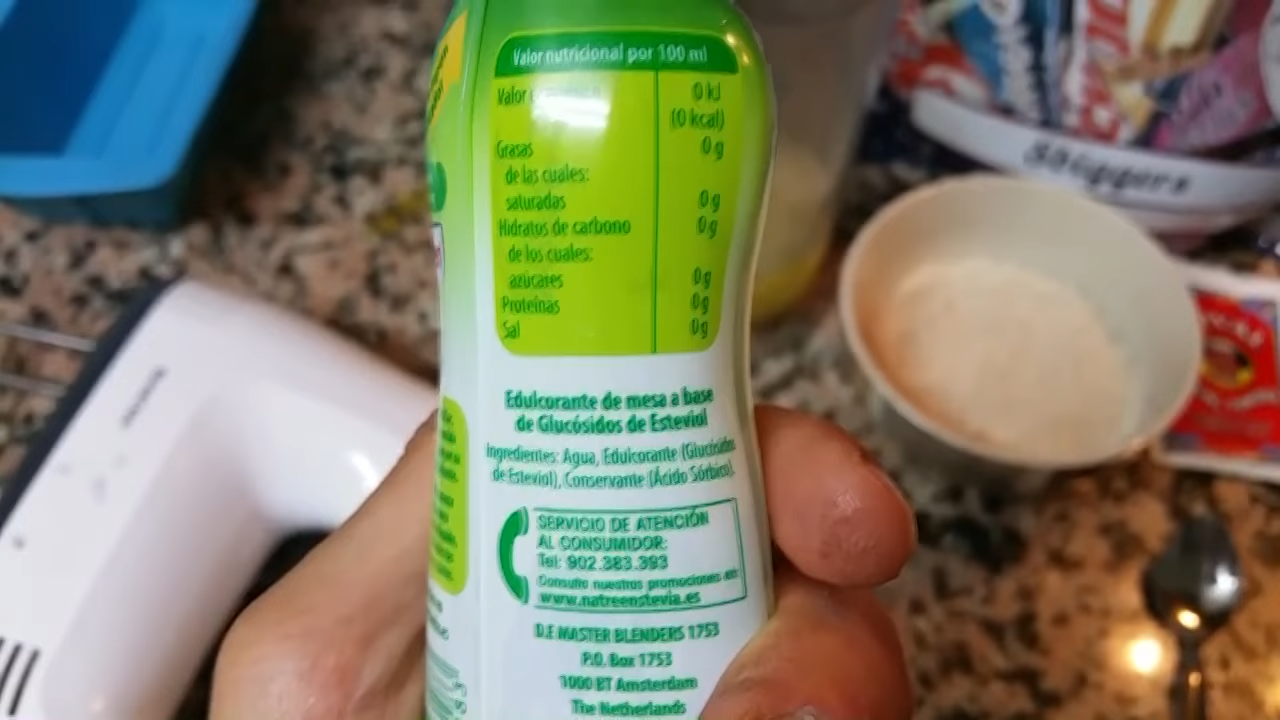 Valor nutricional por 100 ml
Valor
0 kJ
(0 kcal)
Grasas 0 g
de las cuales:
saturadas 0 g
Hidratos de carbono 0 g
de los cuales:
azúcares 0 g
Proteínas 0 g
Sal 0 g
Edulcorante de mesa a base
de Glucósidos de Esteviol
Ingredientes: Agua, Edulcorante (Glucósidos
de Esteviol), Conservante (Ácido Sórbico).
SERVICIO DE ATENCIÓN
AL CONSUMIDOR:
Tel: 902.383.393
Consulta nuestras promociones en:
www.natreenstevia.es
D.E MASTER BLENDERS 1753
P.O. Box 1753
1000 BT Amsterdam
The Netherlands